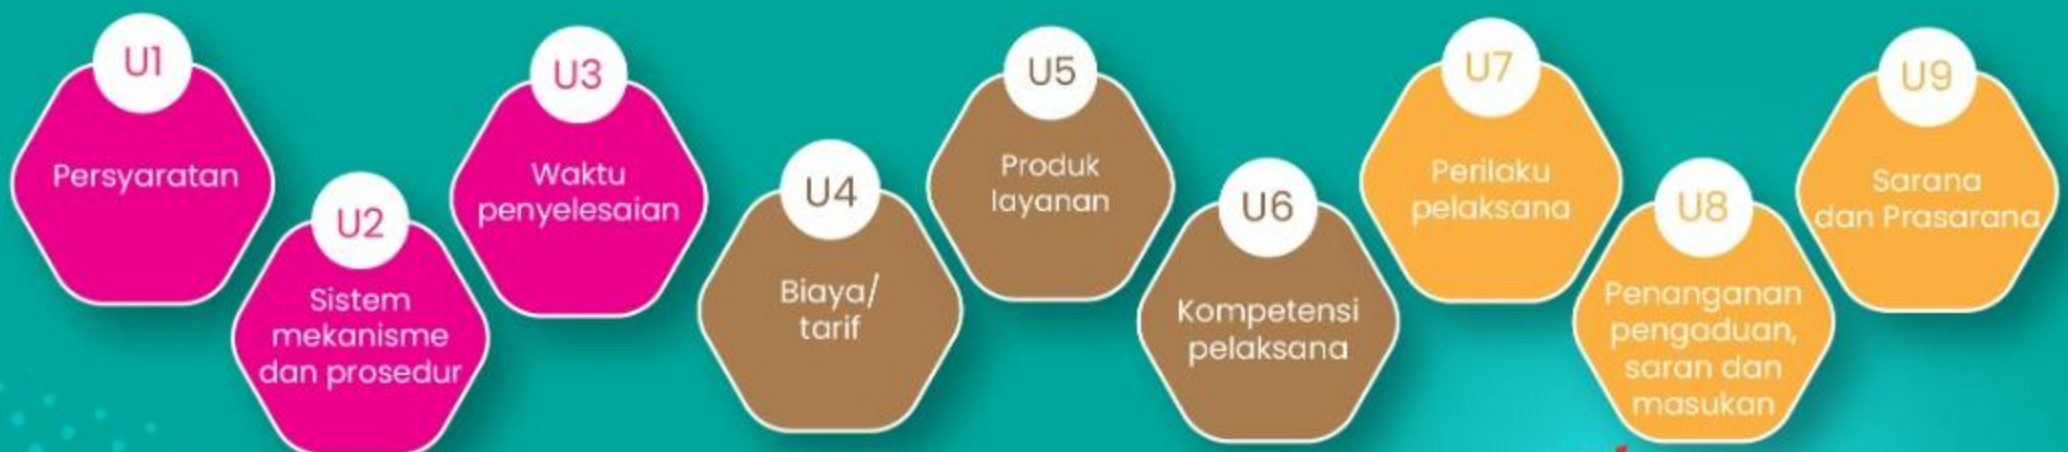 U1
Persyaratan
U2
Sistem
mekanisme
dan prosedur
U3
Waktu
penyelesaian
U4
Biaya/
tarif
U5
Produk
layanan
U6
Kompetensi
pelaksana
U7
Perilaku
pelaksana
U8
Penanganan
pengaduan,
saran dan
masukan
U9
Sarana
dan Prasarana